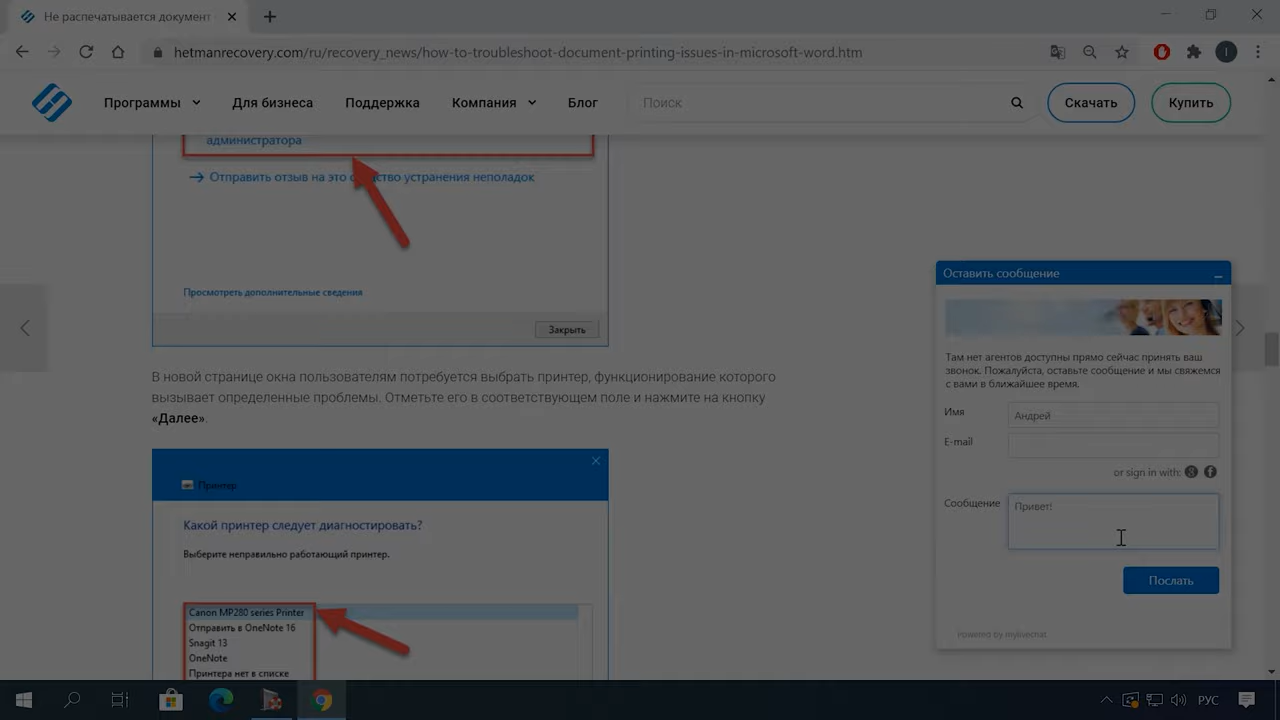 Не распечатывается документ
hetmanrecovery.com/ru/recovery_news/how-to-troubleshoot-document-printing-issues-in-microsoft-word.htm
I
Программы
Для бизнеса
Поддержка
Компания
Блог
Поиск
Скачать
Купить
администратора
Отправить отзыв на это средство устранения неполадок
Просмотреть дополнительные сведения
Закрыть
В новой странице окна пользователям потребуется выбрать принтер, функционирование которого
вызывает определенные проблемы. Отметьте его в соответствующем поле и нажмите на кнопку
«Далее».
Принтер
Какой принтер следует диагностировать?
Выберите неправильно работающий принтер.
Canon MP280 series Printer
Отправить в OneNote 16
Snagit 13
OneNote
Принтера нет в списке
Оставить сообщение
Там нет агентов доступны прямо сейчас принять ваш
звонок. Пожалуйста, оставьте сообщение и мы свяжемся
с вами в ближайшее время.
Имя
Андрей
E-mail
or sign in with:
Сообщение
Привет!
Послать
Powered by mylivechat
РУС